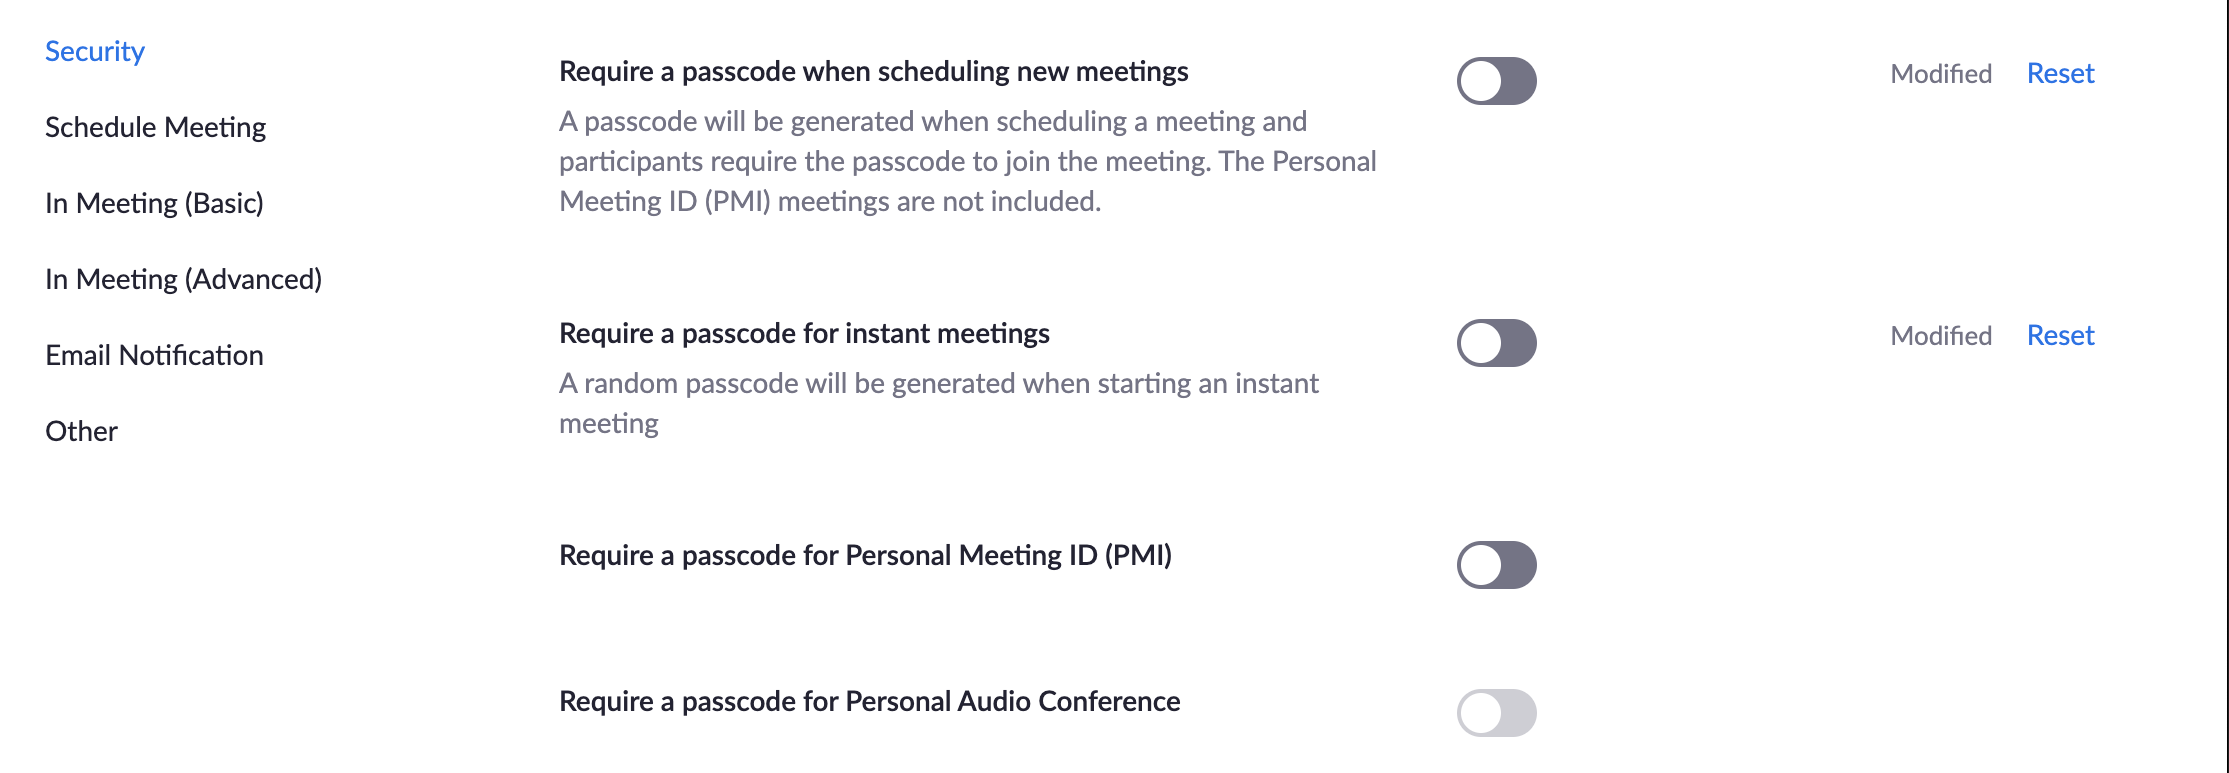 Security
Schedule Meeting
In Meeting (Basic)
In Meeting (Advanced)
Email Notification
Other
Require a passcode when scheduling new meetings
Modified Reset
A passcode will be generated when scheduling a meeting and
participants require the passcode to join the meeting. The Personal
Meeting ID (PMI) meetings are not included.
Require a passcode for instant meetings
Modified Reset
A random passcode will be generated when starting an instant
meeting
Require a passcode for Personal Meeting ID (PMI)
Require a passcode for Personal Audio Conference